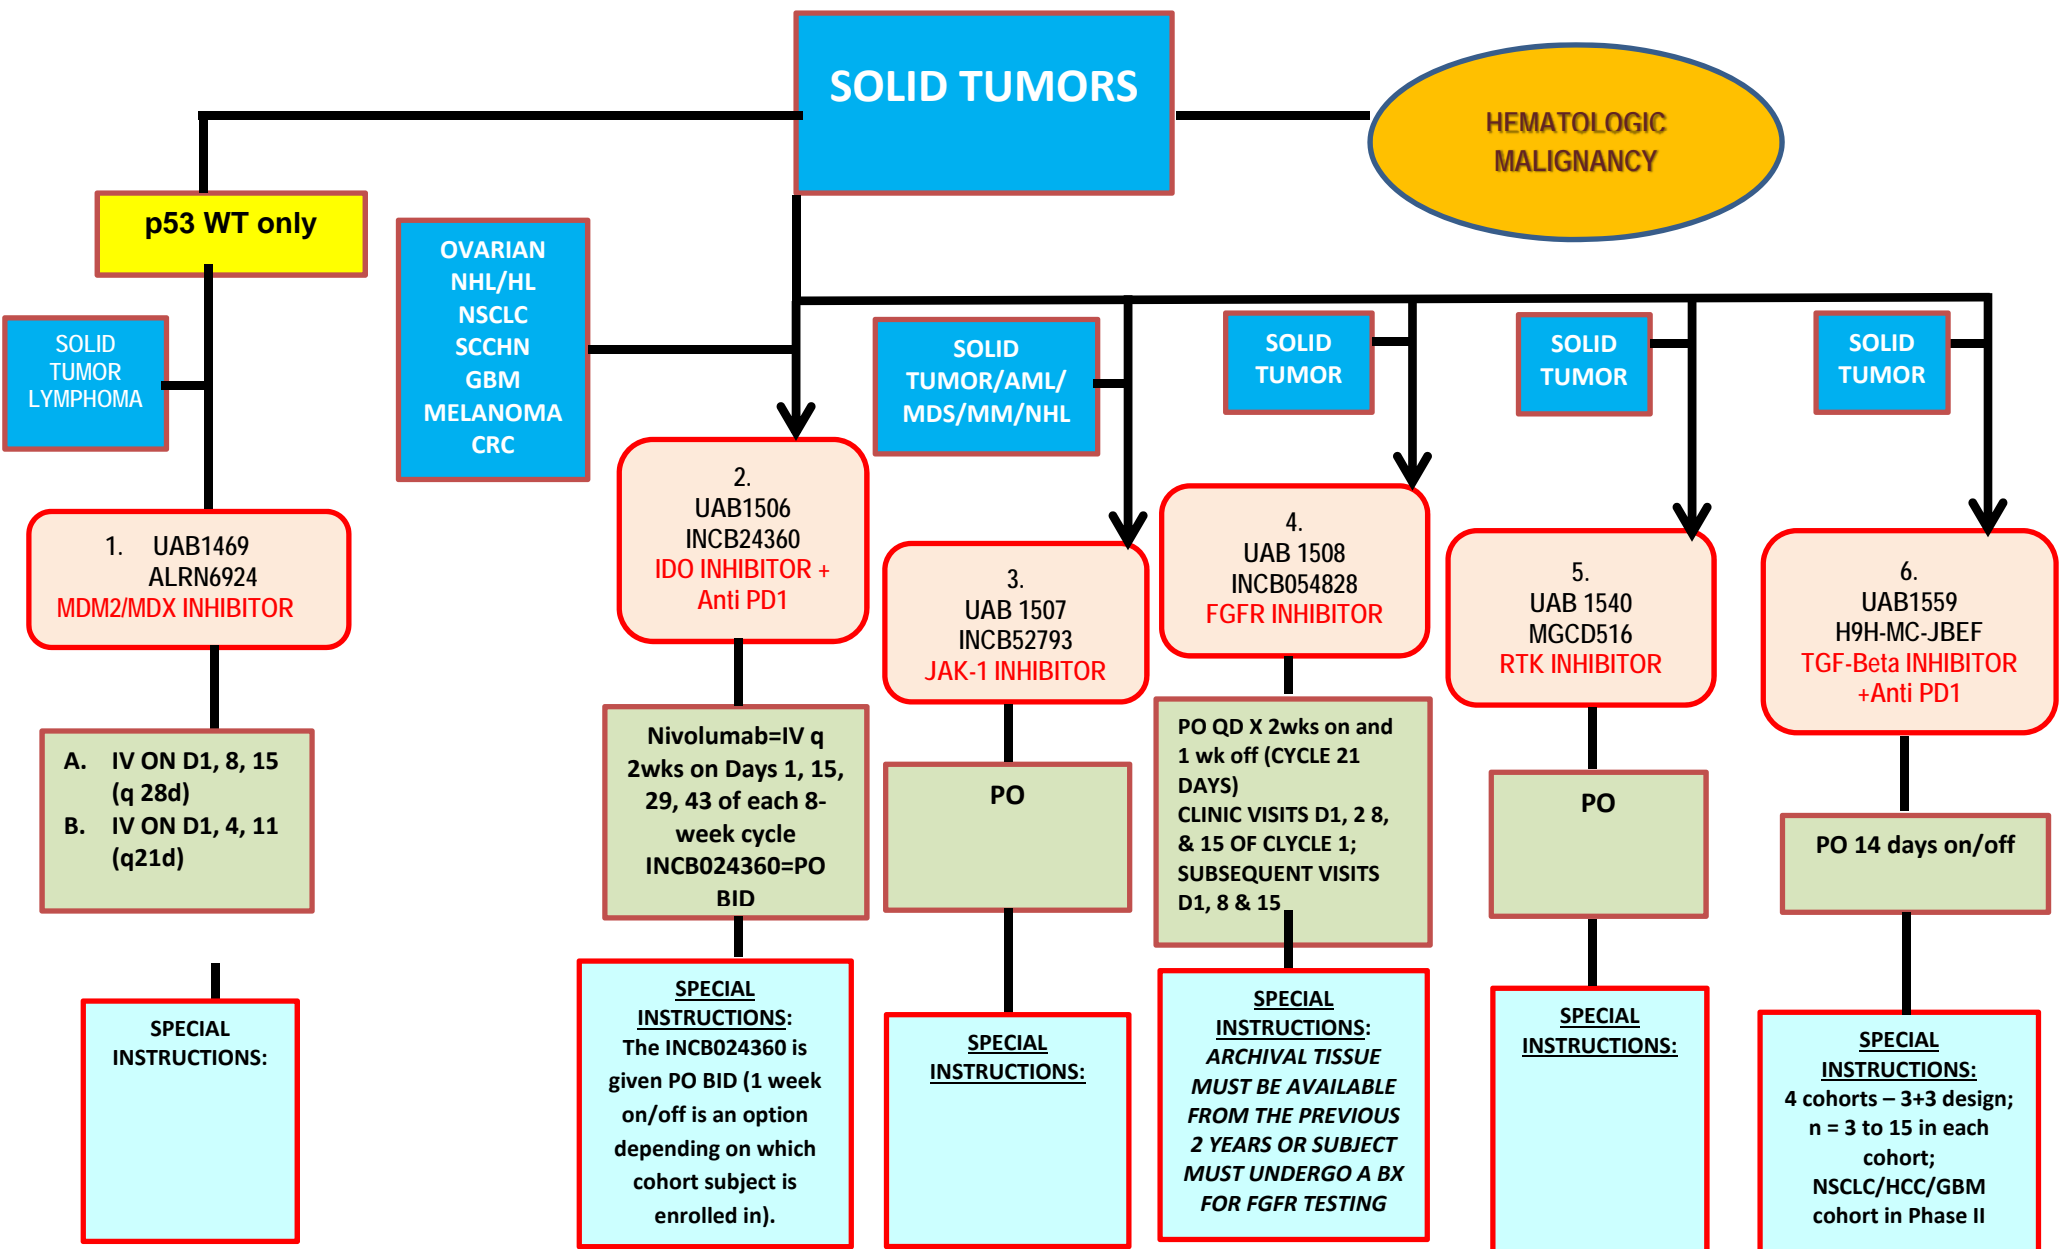 SOLID TUMORS
HEMATOLOGIC
MALIGNANCY
p53 WT only
SOLID
TUMOR
LYMPHOMA
OVARIAN
NHL/HL
NSCLC
SCCHN
GBM
MELANOMA
CRC
SOLID
TUMOR/AML/
MDS/MM/NHL
SOLID
TUMOR
SOLID
TUMOR
SOLID
TUMOR
1. UAB1469
ALRN6924
MDM2/MDX INHIBITOR
2.
UAB1506
INCB24360
IDO INHIBITOR +
Anti PD1
3.
UAB 1507
INCB52793
JAK-1 INHIBITOR
4.
UAB 1508
INCB054828
FGFR INHIBITOR
5.
UAB 1540
MGCD516
RTK INHIBITOR
6.
UAB1559
H9H-MC-JBEF
TGF-Beta INHIBITOR
+Anti PD1
A. IV ON D1, 8, 15
(q 28d)
B. IV ON D1, 4, 11
(q21d)
Nivolumab=IV q
2wks on Days 1, 15,
29, 43 of each 8-
week cycle
INCB024360=PO
BID
PO
PO QD X 2wks on and
1 wk off (CYCLE 21
DAYS)
CLINIC VISITS D1, 2 8,
& 15 OF CLYCLE 1;
SUBSEQUENT VISITS
D1, 8 & 15
PO
PO 14 days on/off
SPECIAL
INSTRUCTIONS:
SPECIAL
INSTRUCTIONS:
The INCB024360 is
given PO BID (1 week
on/off is an option
depending on which
cohort subject is
enrolled in).
SPECIAL
INSTRUCTIONS:
SPECIAL
INSTRUCTIONS:
ARCHIVAL TISSUE
MUST BE AVAILABLE
FROM THE PREVIOUS
2 YEARS OR SUBJECT
MUST UNDERGO A BX
FOR FGFR TESTING
SPECIAL
INSTRUCTIONS:
SPECIAL
INSTRUCTIONS:
4 cohorts – 3+3 design;
n = 3 to 15 in each
cohort;
NSCLC/HCC/GBM
cohort in Phase II